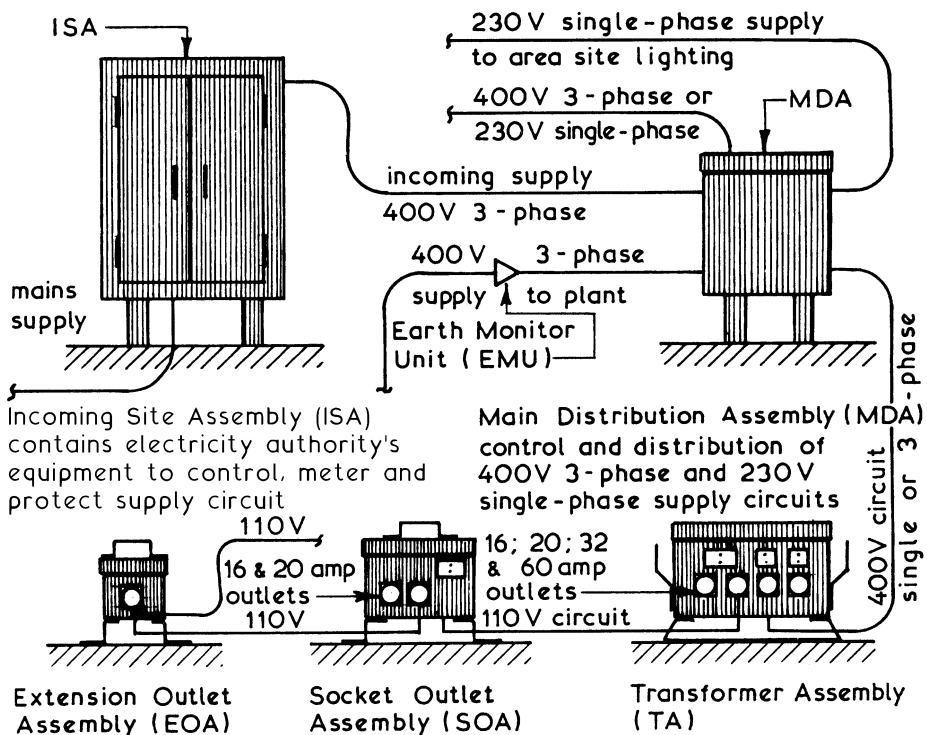 ISA
230V single-phase supply
to area site lighting
400V 3-phase or
230V single-phase
MDA
incoming supply
400V 3-phase
400V 3-phase
supply to plant
Earth Monitor
Unit (EMU)
mains
supply
Incoming Site Assembly (ISA)
contains electricity authority's
equipment to control, meter and
protect supply circuit
Main Distribution Assembly (MDA)
control and distribution of
400V 3-phase and 230V
single-phase supply circuits
400V circuit
single or 3-phase
110V
16 & 20 amp
outlets
110V
16; 20; 32
& 60amp
outlets
110V circuit
Extension Outlet
Assembly (EOA)
Socket Outlet
Assembly (SOA)
Transformer Assembly
(TA)